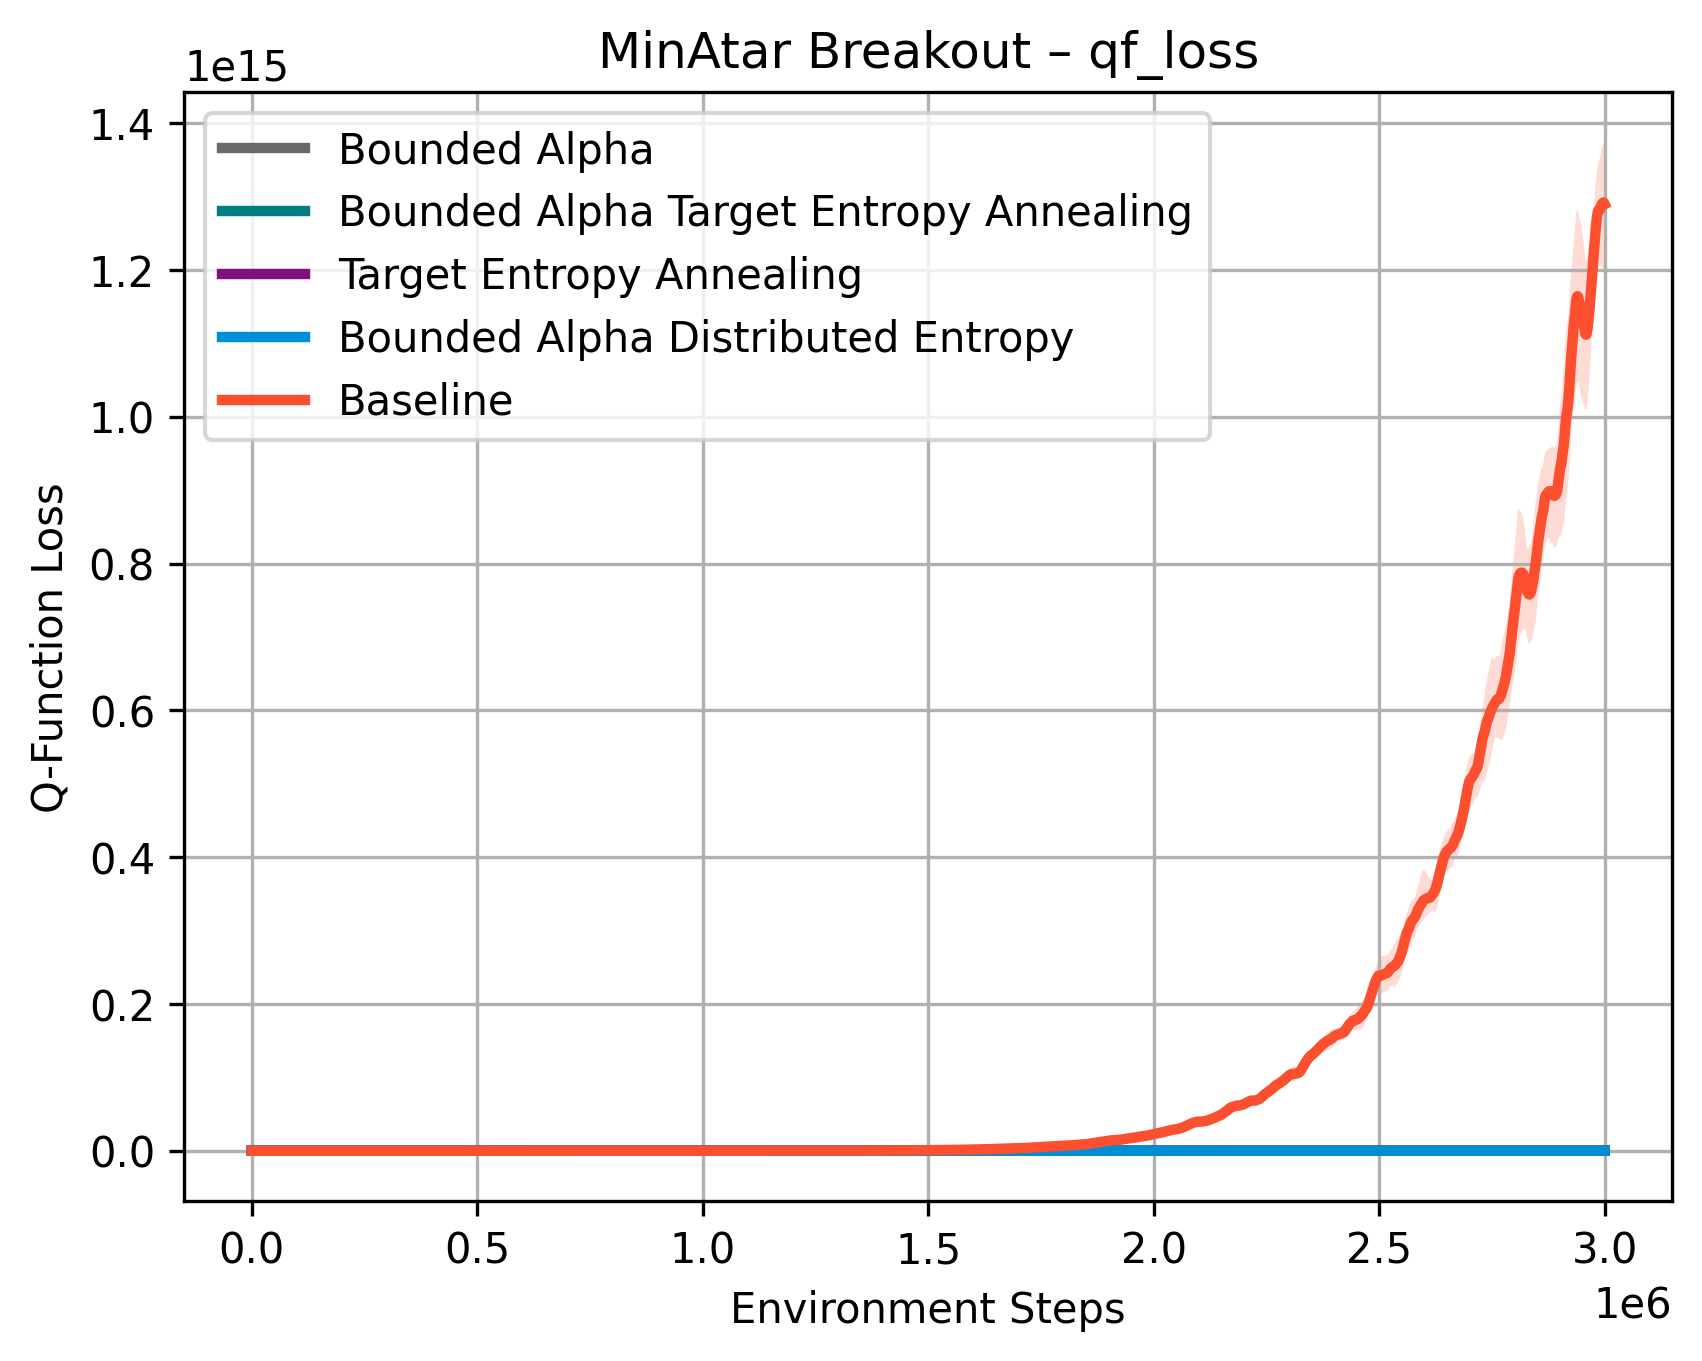 MinAtar Breakout – qf_loss
1e15
1.4
1.2
1.0
0.8
0.6
0.4
0.2
0.0
Q-Function Loss
Bounded Alpha
Bounded Alpha Target Entropy Annealing
Target Entropy Annealing
Bounded Alpha Distributed Entropy
Baseline
0.0 0.5 1.0 1.5 2.0 2.5 3.0
1e6
Environment Steps